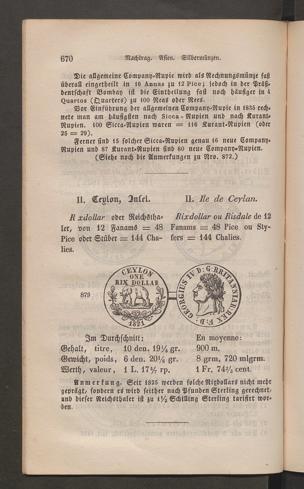 670 Nachtrag. Asien. Silbermünzen.
Die allgemeine Company-Rupie wird als Rechnungsmünze fast
überall eingetheilt in 16 Annas zu 12 Pice; jedoch in der Präsi-
dentschaft Bombay ist die Eintheilung fast noch häufiger in 4
Quartos (Quarters) zu 100 Reas oder Rees.
Vor Einführung der allgemeinen Company-Rupie in 1835 rech-
nete man am häufigsten nach Sicca-Rupien und nach Kurant-
Rupien. 100 Sicca-Rupien waren = 116 Kurant-Rupien (oder
25 = 29).
Ferner sind 15 solcher Sicca-Rupien genau 16 neue Company-
Rupien und 87 Kurant-Rupien sind 80 neue Company-Rupien.
(Siehe noch die Anmerkungen zu Nro. 872.)
II. Ceylon, Insel.
Rixdollar oder Reichstha-
ler, von 12 Fanams = 48
Pice oder Stüber = 144 Cha-
lies.
II. Ile de Ceylan.
Rixdollar ou Risdale de 12
Fanams = 48 Pice ou Sty-
fers = 144 Chalies.
879
CEYLON
ONE
RIX DOLLAR
1821
GEORGIUS IV D: G: BRITANNIAR: REX F: D:
Im Durchschnitt: En moyenne:
Gehalt, titre, 10 den. 19¼ gr. 900 m.
Gewicht, poids, 6 den. 20¼ gr. 8 grm, 720 mlgrm.
Werth, valeur, 1 L. 17½ rp. 1 Fr. 74⅔ cent.
Anmerkung. Seit 1825 werden solche Rixdollars nicht mehr
geprägt, sondern es wird seither nach Pfunden Sterling gerechnet,
und dieser Reichsthaler ist zu 1½ Schilling Sterling tarifirt wor-
den.